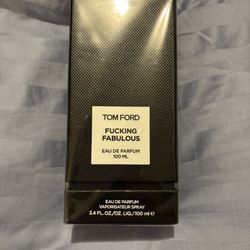 TOM FORD
FUCKING
FABULOUS
EAU DE PARFUM
100 ML
EAU DE PARFUM
VAPORISATEUR SPRAY
3.4 FL.OZ./OZ. LIQ./100 ml ℮